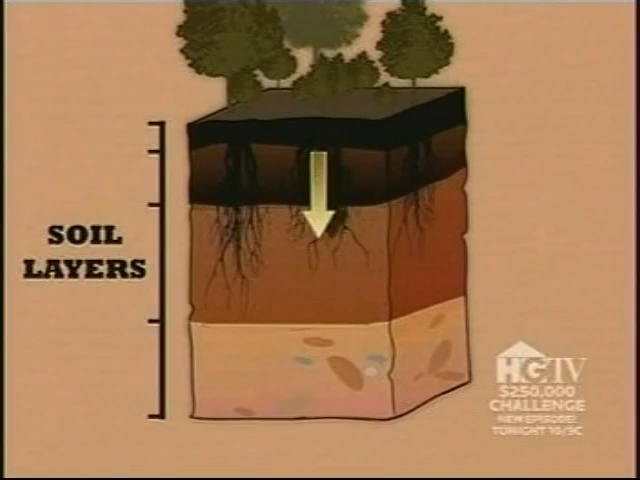 SOIL
LAYERS
HGTV
$250,000
CHALLENGE
NEW EPISODE!
TONIGHT 10/9C